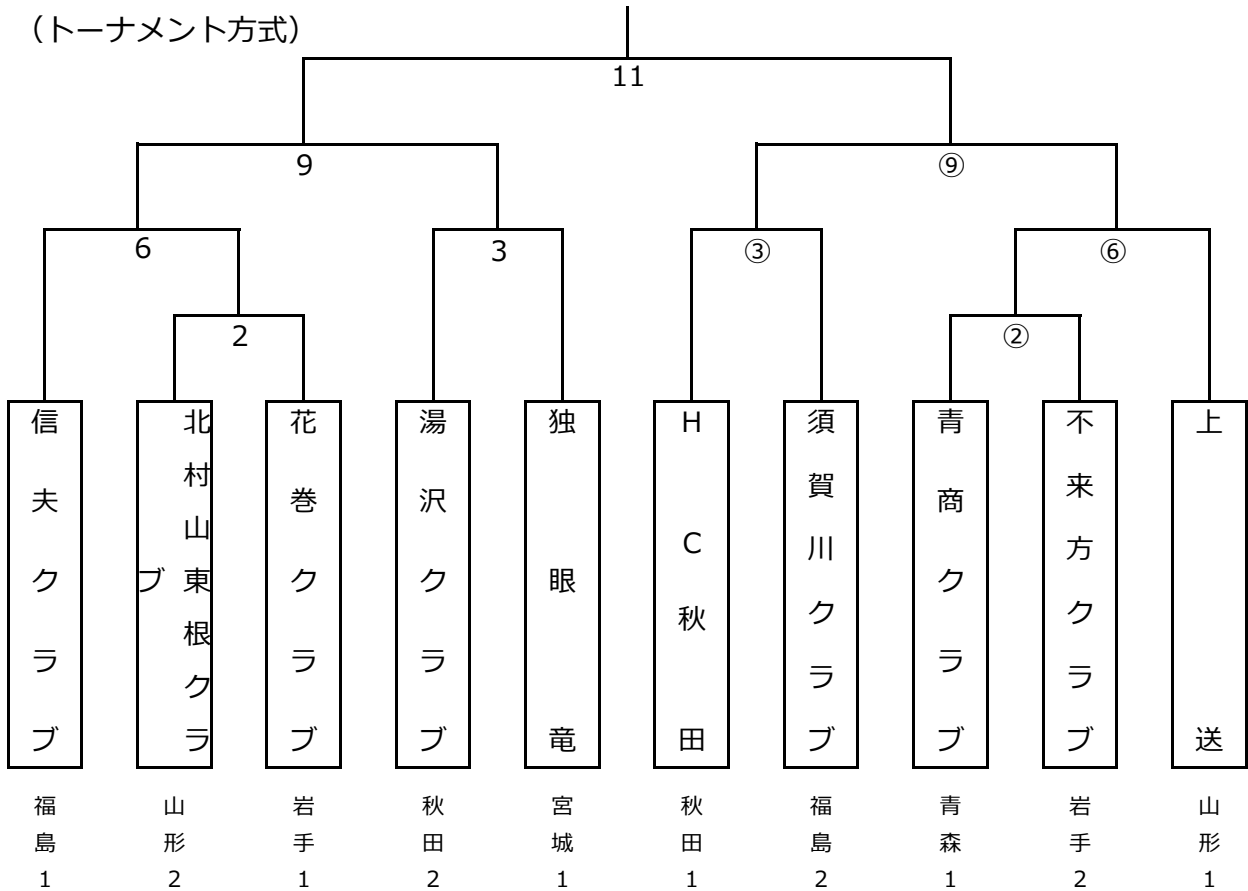 （トーナメント方式）
11
9
⑨
6
3
③
⑥
2
②
信夫クラブ
北村山東根クラブ
花巻クラブ
湯沢クラブ
独眼竜
HC秋田
須賀川クラブ
青商クラブ
不来方クラブ
上送
福島1
山形2
岩手1
秋田2
宮城1
秋田1
福島2
青森1
岩手2
山形1